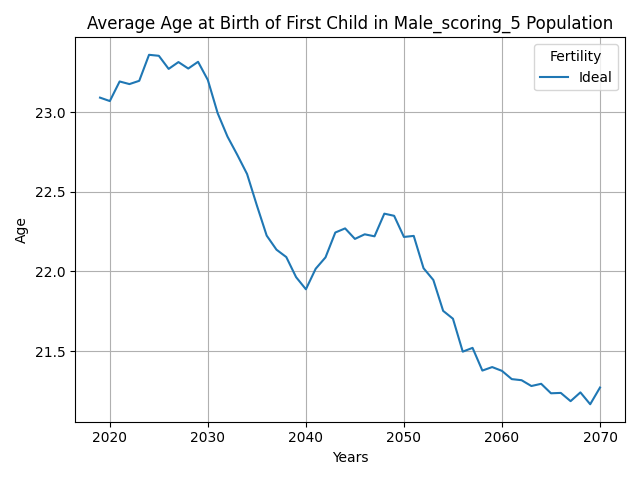 Average Age at Birth of First Child in Male_scoring_5 Population
Fertility
Ideal
23.0
22.5
22.0
21.5
Age
2020 2030 2040 2050 2060 2070
Years